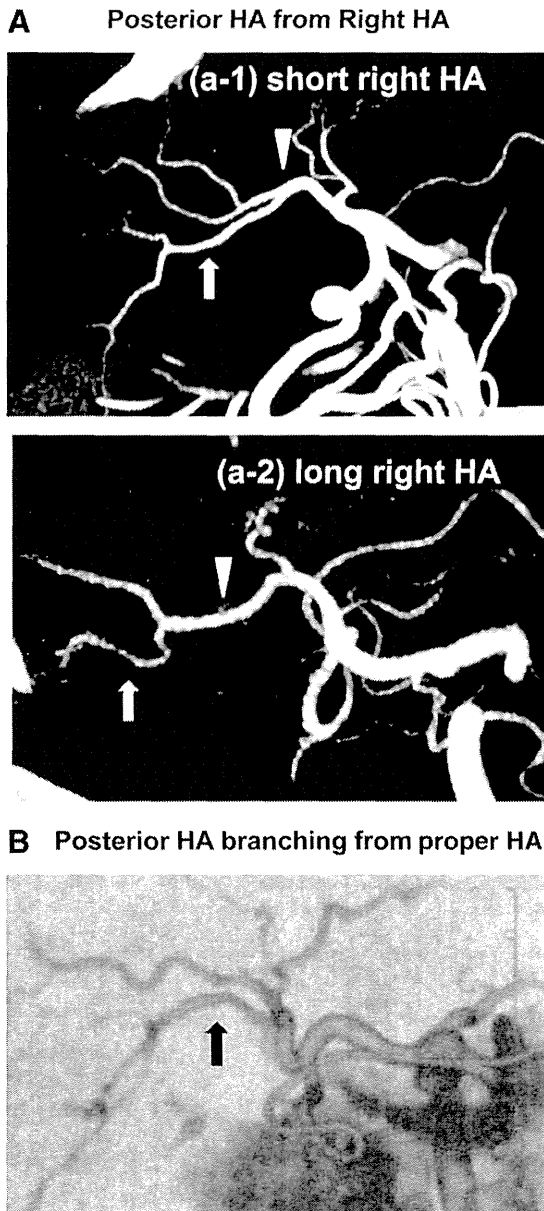 A Posterior HA from Right HA
(a-1) short right HA
(a-2) long right HA
B Posterior HA branching from proper HA